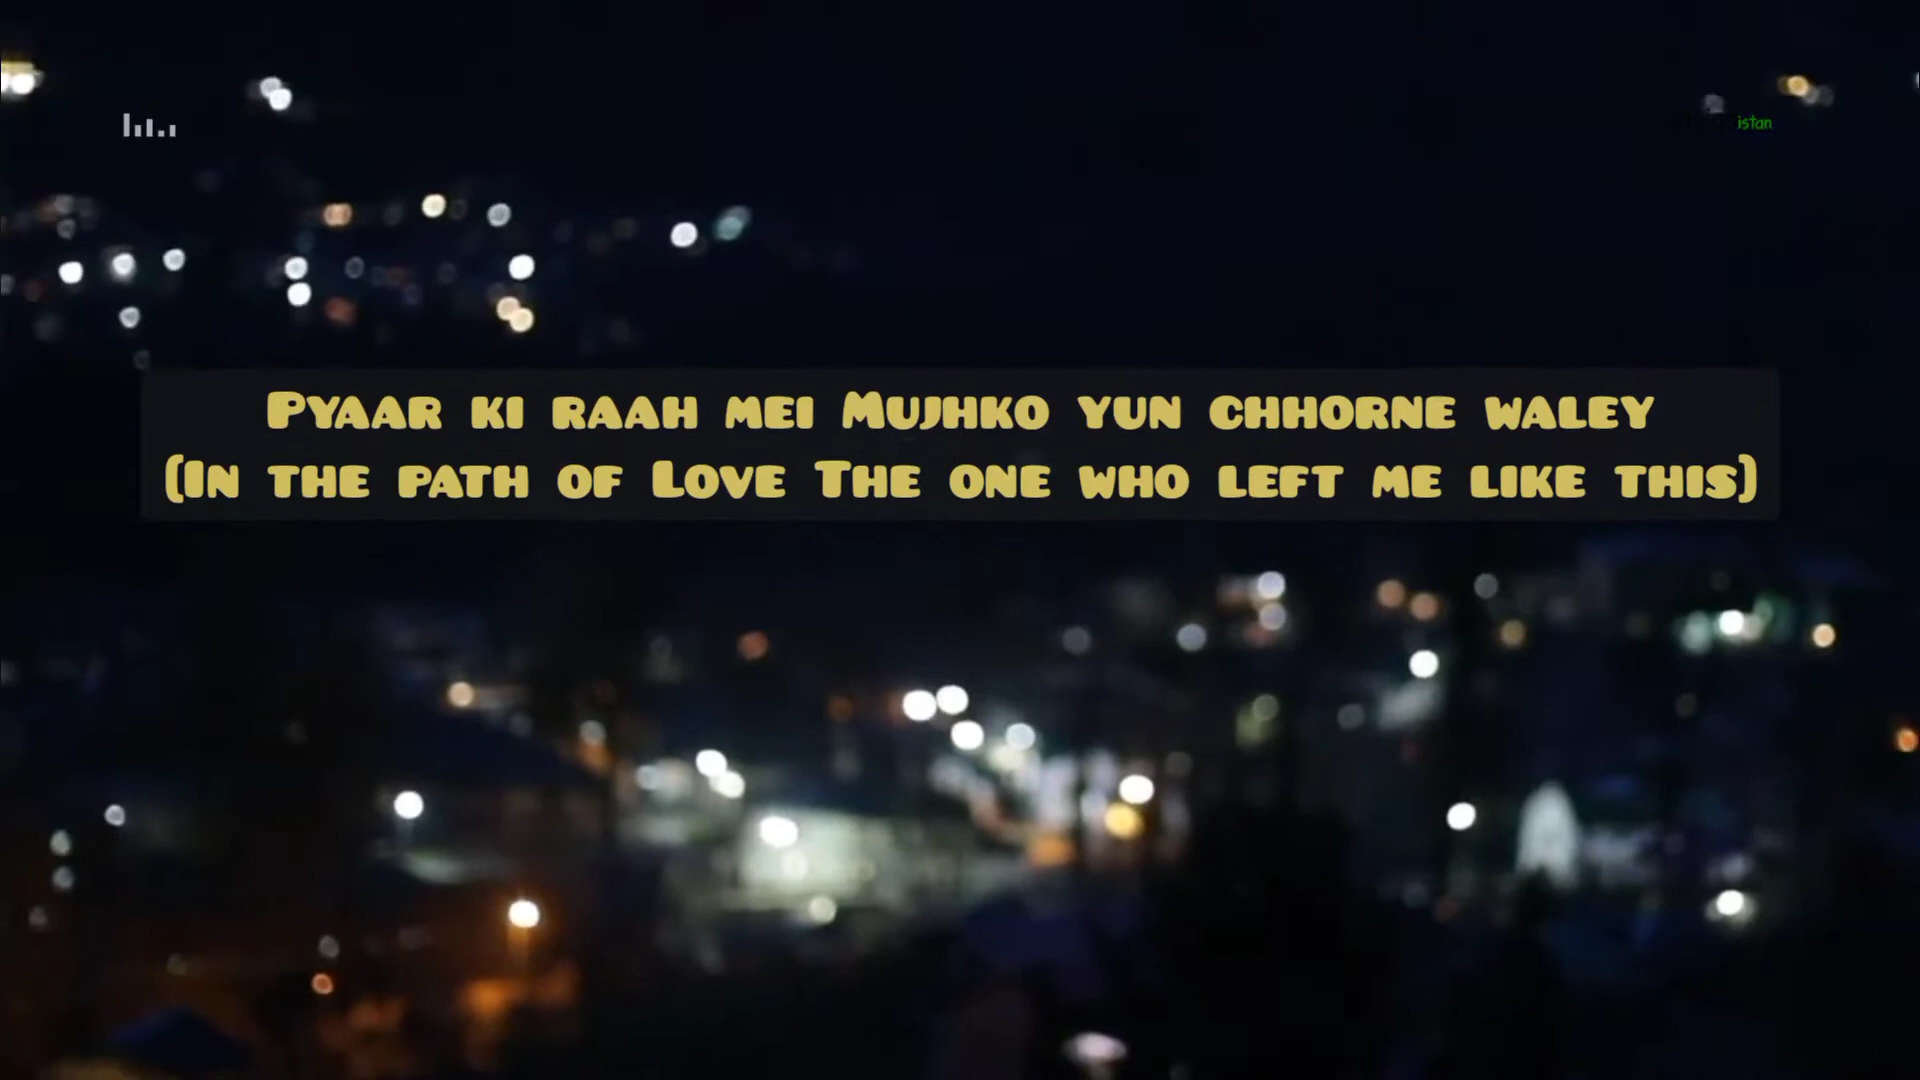 istan
Pyaar ki raah mei Mujhko yun chhorne waley
(In the path of Love The one who left me like this)